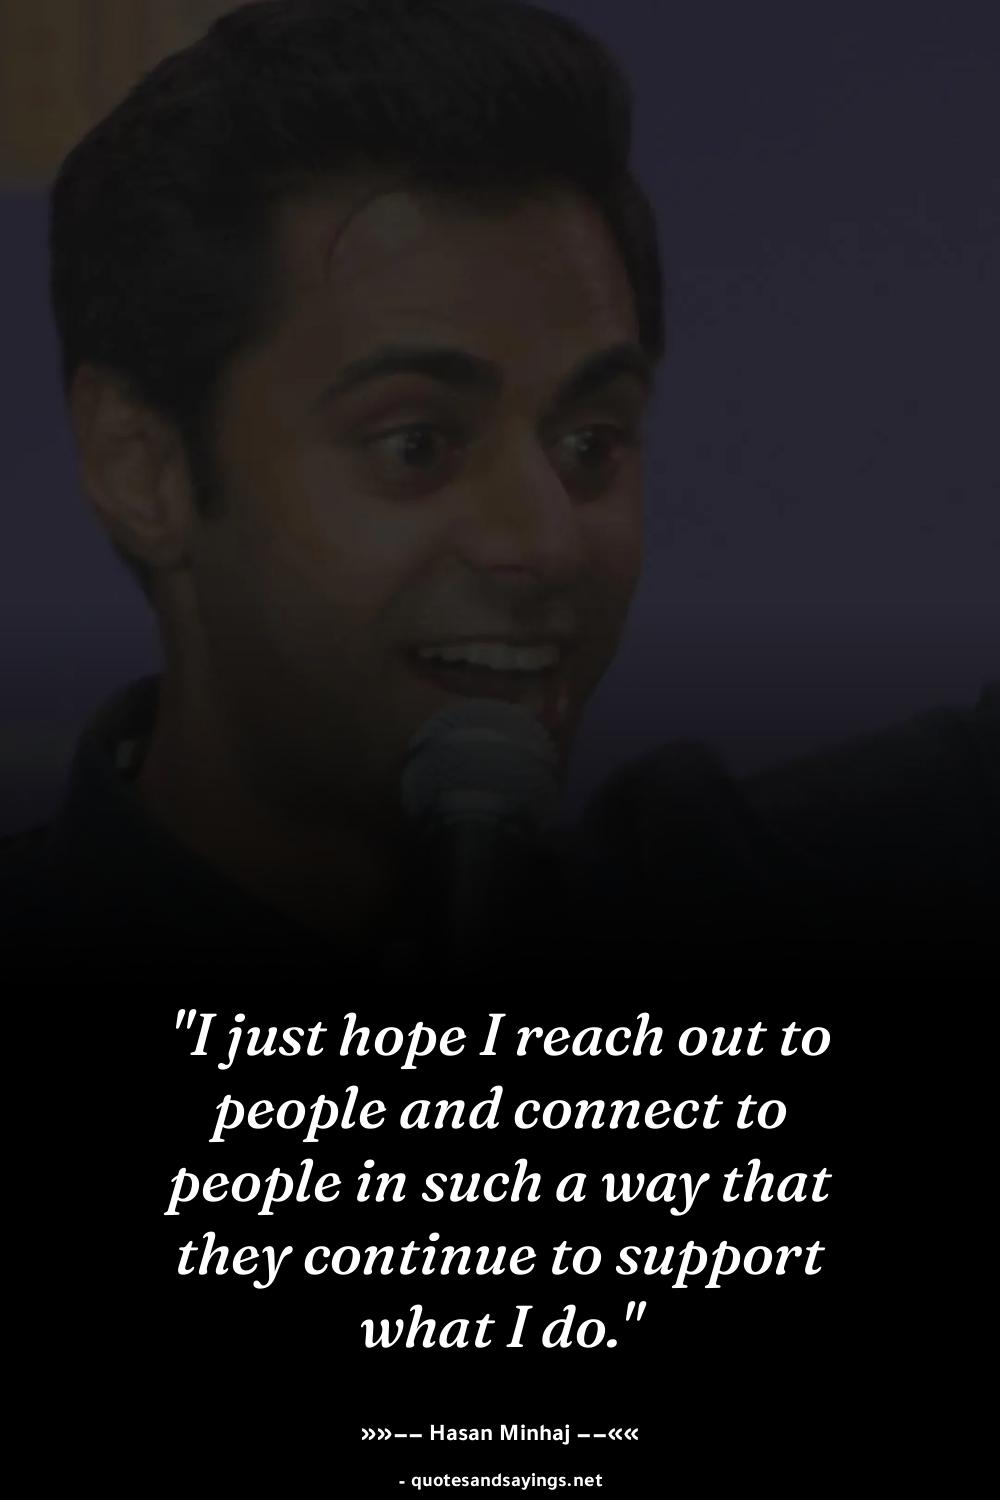 "I just hope I reach out to
people and connect to
people in such a way that
they continue to support
what I do."
»»−− Hasan Minhaj −−««
- quotesandsayings.net